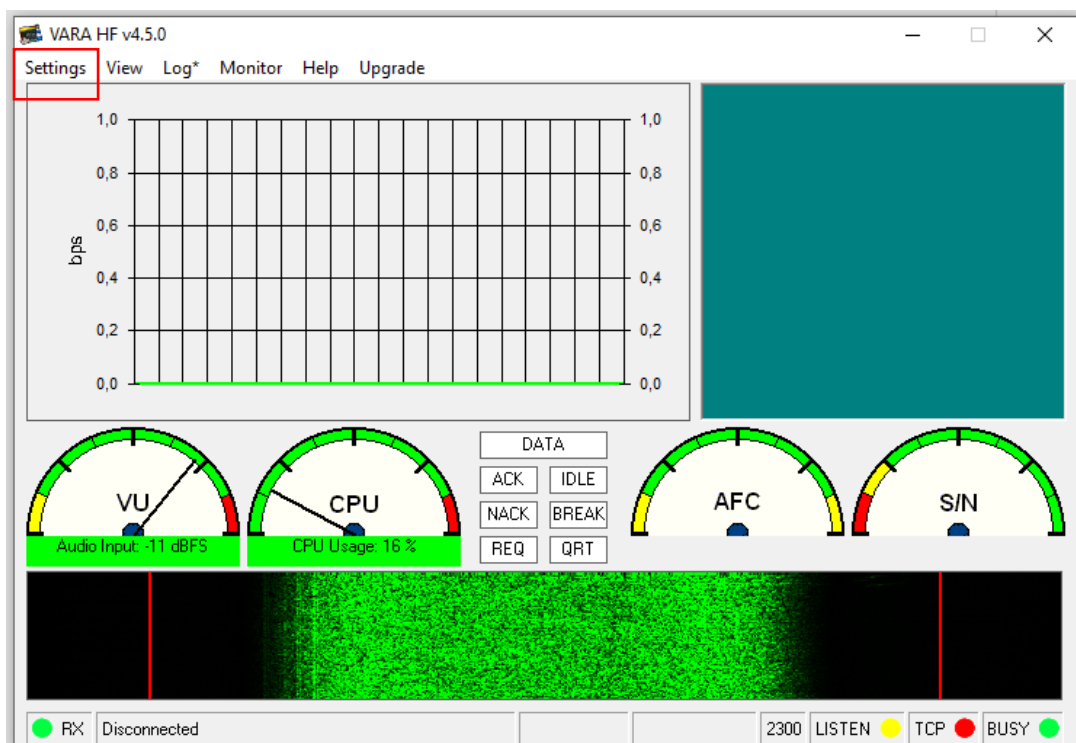 VARA HF v4.5.0
Settings View Log* Monitor Help Upgrade
1,0 1,0
0,8 0,8
0,6 0,6
bps
0,4 0,4
0,2 0,2
0,0 0,0
DATA
ACK IDLE
NACK BREAK
REQ QRT
VU
CPU
AFC
S/N
Audio Input: -11 dBFS
CPU Usage: 16 %
RX Disconnected 2300 LISTEN TCP BUSY